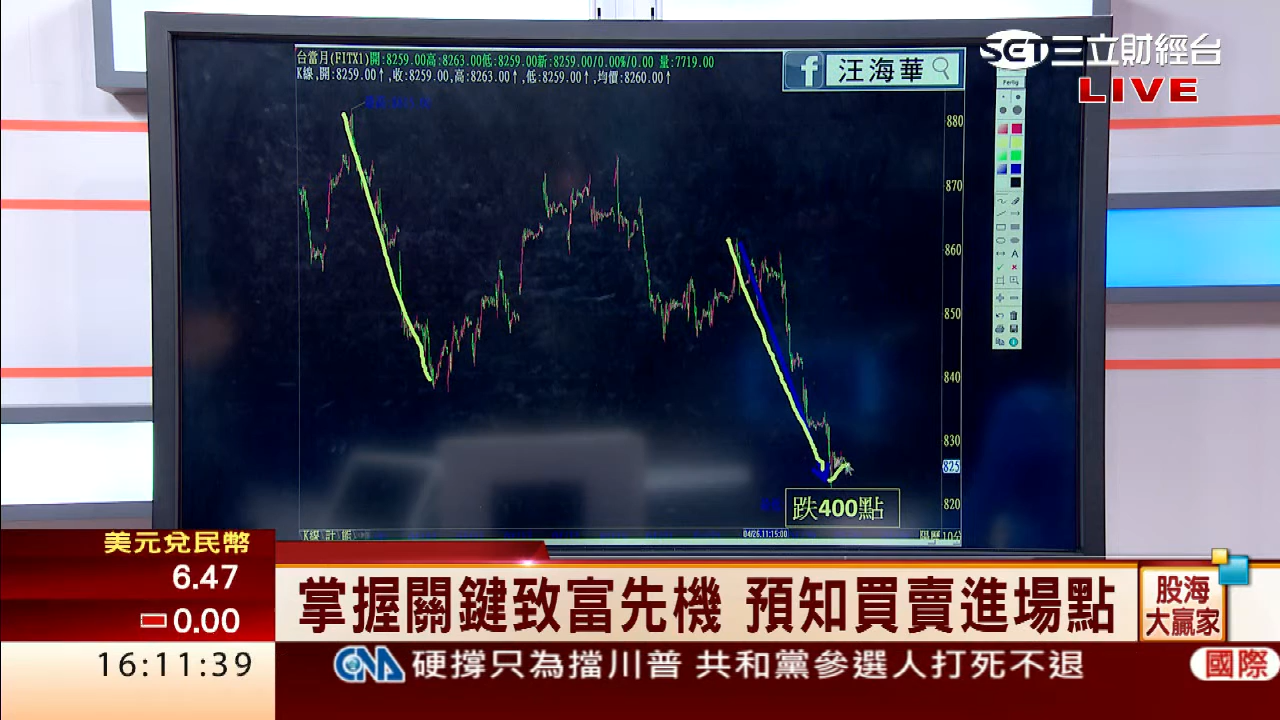 台當月(FITX1)開:8259.00高:8263.00低:8259.00新:8259.00/0.00%/0.00 量:7719.00
K線,開:8259.00↑,收:8259.00,高:8263.00↑,低:8259.00↑,均價:8260.00↑
f 汪海華
SET三立財經台
LIVE
880
870
860
850
840
830
825
820
跌400點
04/26.11:15:00
美元兌民幣
6.47
0.00
16:11:39
掌握關鍵致富先機 預知買賣進場點
股海
大贏家
CNA 硬撐只為擋川普 共和黨參選人打死不退
國際